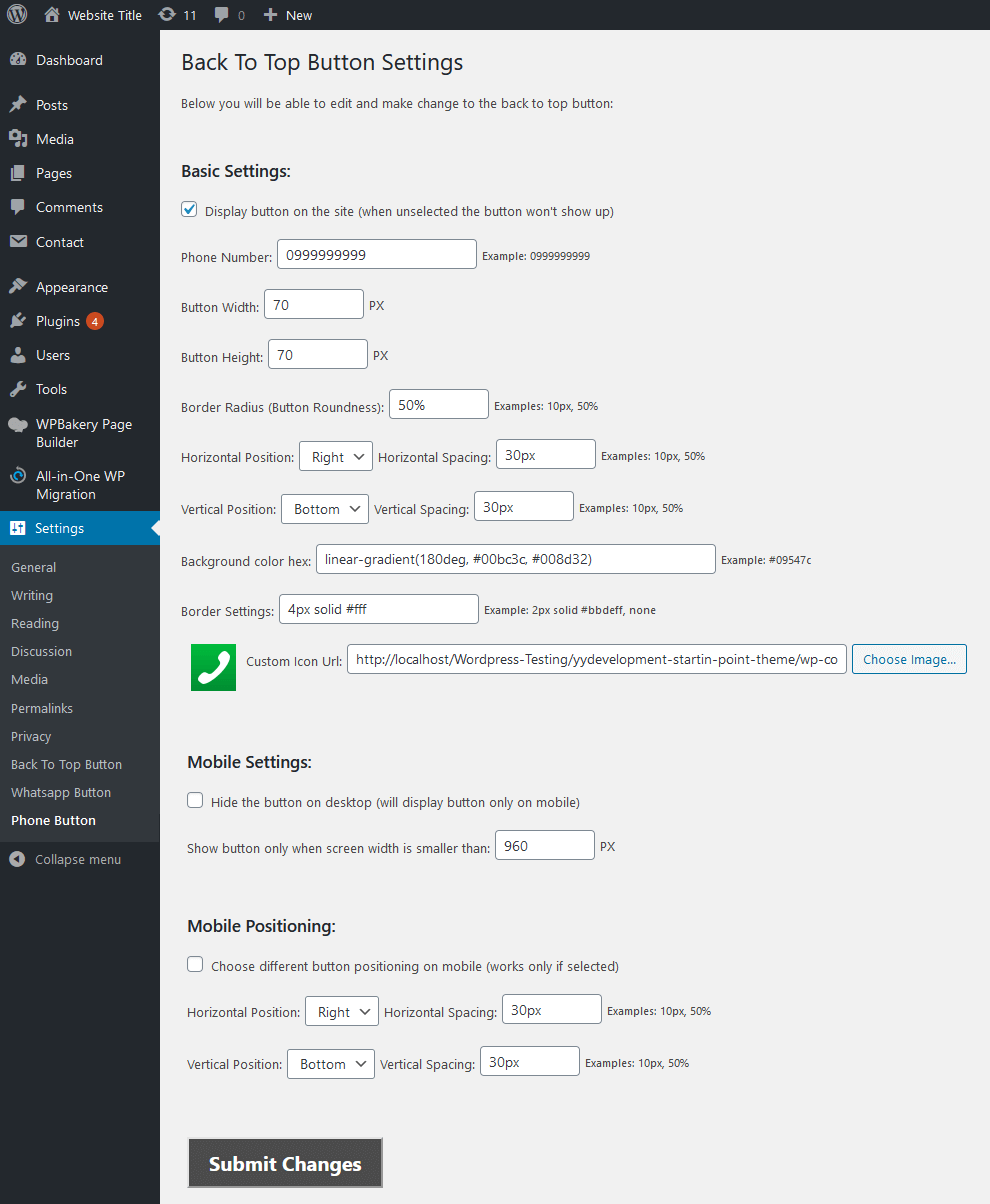 Website Title 11 0 New
Dashboard
Posts
Media
Pages
Comments
Contact
Appearance
Plugins 4
Users
Tools
WPBakery Page
Builder
All-in-One WP
Migration
Settings
General
Writing
Reading
Discussion
Media
Permalinks
Privacy
Back To Top Button
Whatsapp Button
Phone Button
Collapse menu
Back To Top Button Settings
Below you will be able to edit and make change to the back to top button:
Basic Settings:
Display button on the site (when unselected the button won't show up)
Phone Number: 0999999999 Example: 0999999999
Button Width: 70 PX
Button Height: 70 PX
Border Radius (Button Roundness): 50% Examples: 10px, 50%
Horizontal Position: Right Horizontal Spacing: 30px Examples: 10px, 50%
Vertical Position: Bottom Vertical Spacing: 30px Examples: 10px, 50%
Background color hex: linear-gradient(180deg, #00bc3c, #008d32) Example: #09547c
Border Settings: 4px solid #fff Example: 2px solid #bbdeff, none
Custom Icon Url: http://localhost/Wordpress-Testing/yydevelopment-startin-point-theme/wp-co Choose Image...
Mobile Settings:
Hide the button on desktop (will display button only on mobile)
Show button only when screen width is smaller than: 960 PX
Mobile Positioning:
Choose different button positioning on mobile (works only if selected)
Horizontal Position: Right Horizontal Spacing: 30px Examples: 10px, 50%
Vertical Position: Bottom Vertical Spacing: 30px Examples: 10px, 50%
Submit Changes